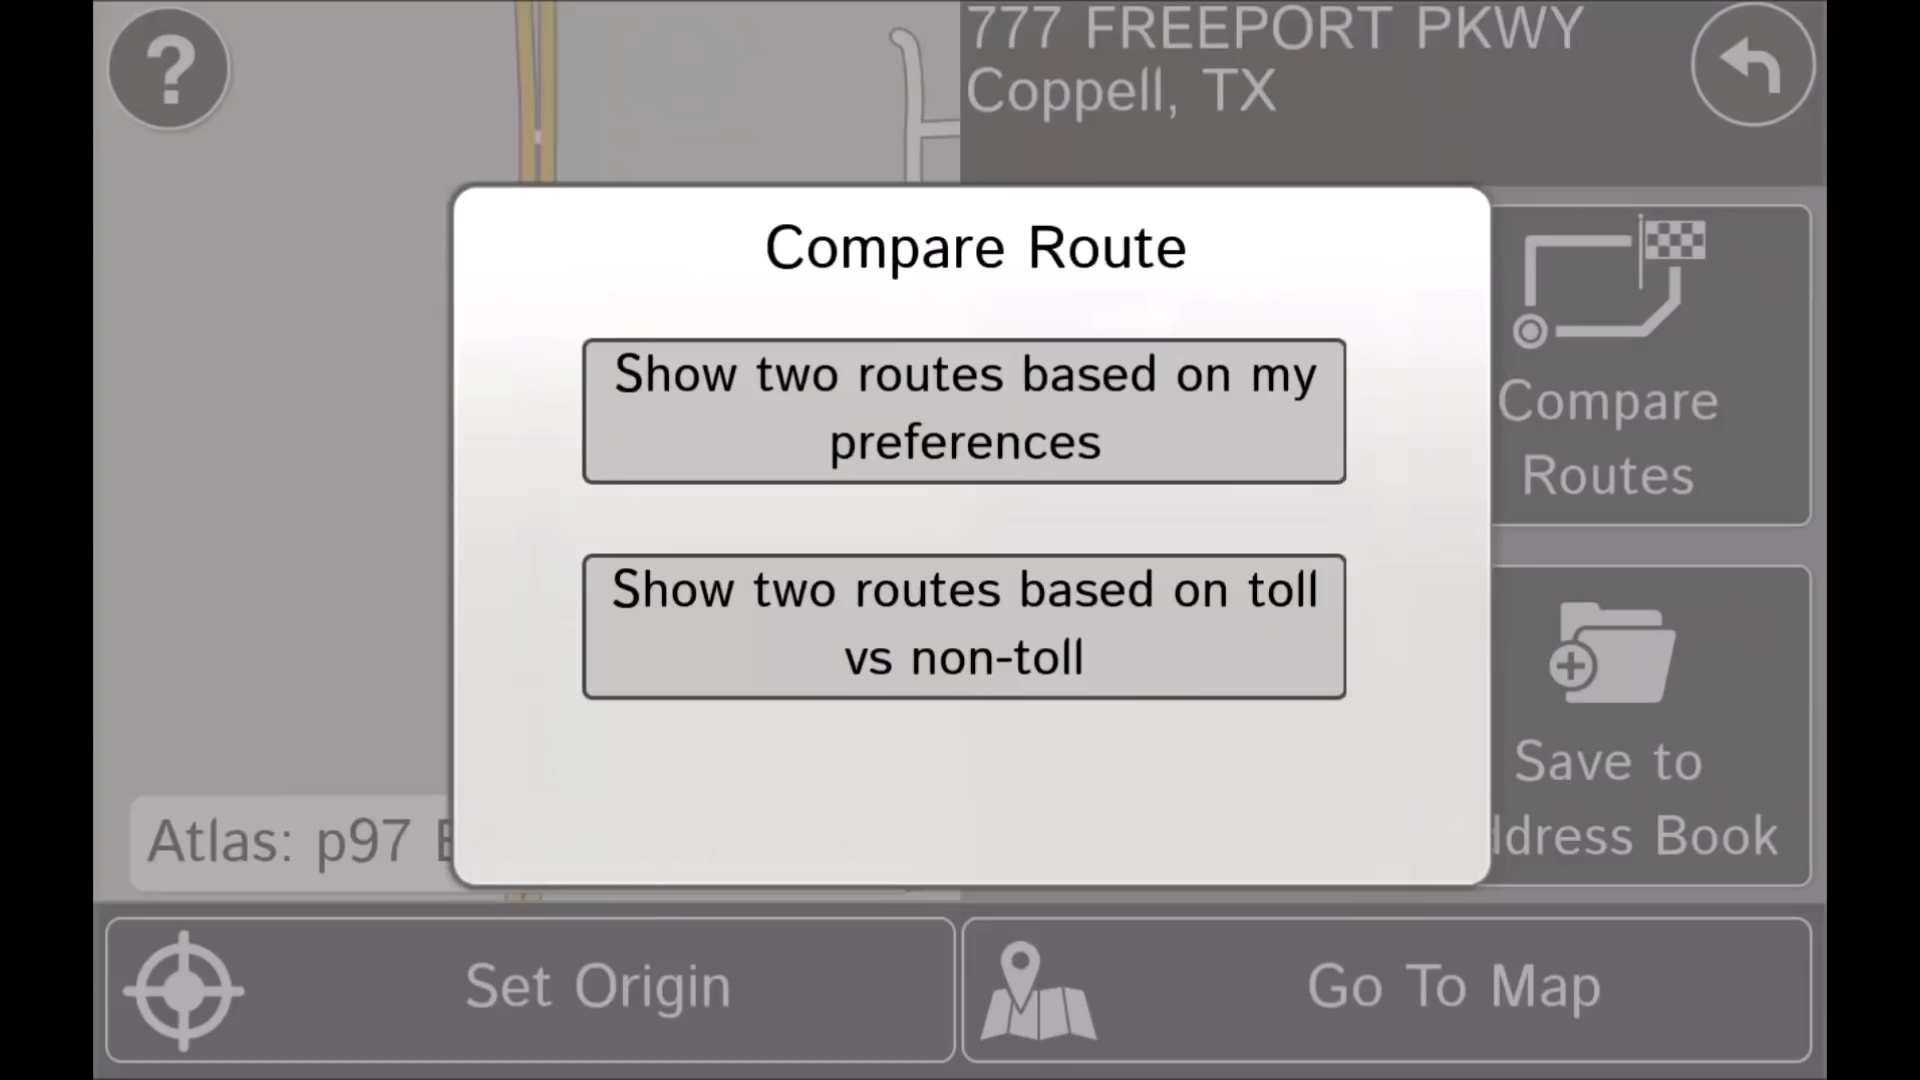 ?
777 FREEPORT PKWY
Coppell, TX
Compare Route
Show two routes based on my
preferences
Show two routes based on toll
vs non-toll
Compare
Routes
Save to
Book
Atlas: p97
Set Origin
Go To Map